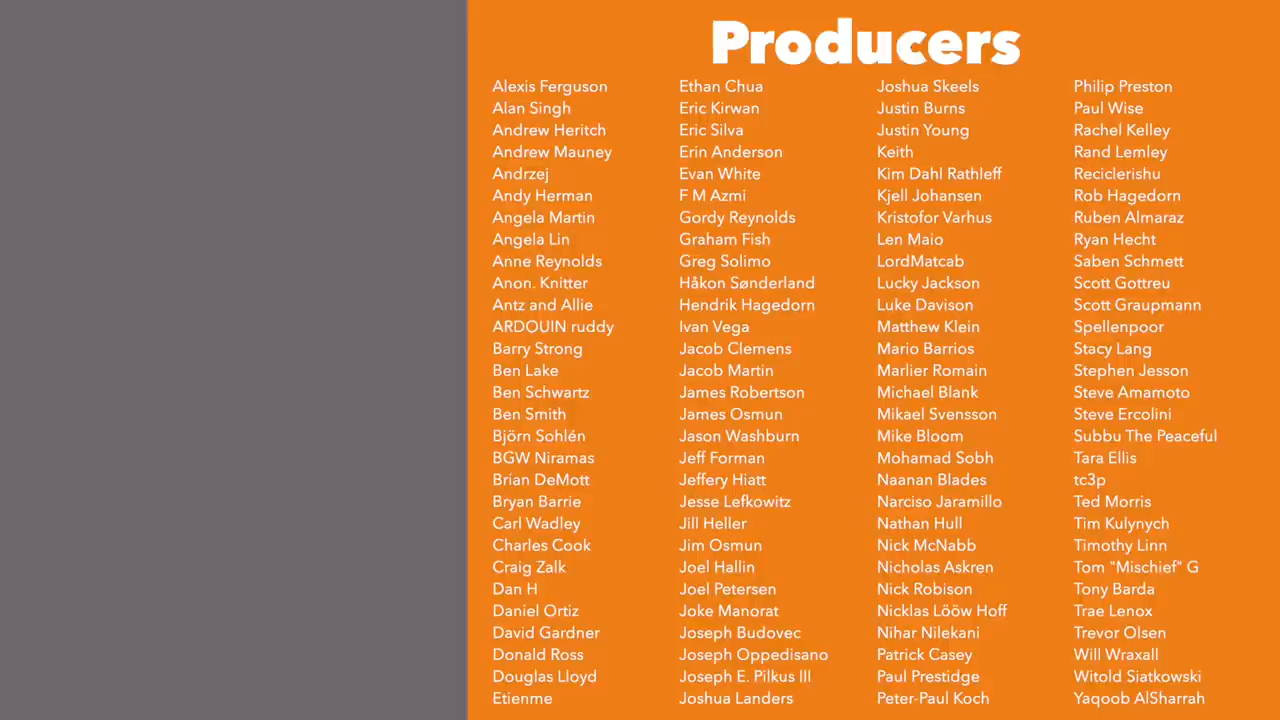 Producers
Alexis Ferguson
Alan Singh
Andrew Heritch
Andrew Mauney
Andrzej
Andy Herman
Angela Martin
Angela Lin
Anne Reynolds
Anon. Knitter
Antz and Allie
ARDOUIN ruddy
Barry Strong
Ben Lake
Ben Schwartz
Ben Smith
Björn Sohlén
BGW Niramas
Brian DeMott
Bryan Barrie
Carl Wadley
Charles Cook
Craig Zalk
Dan H
Daniel Ortiz
David Gardner
Donald Ross
Douglas Lloyd
Etienme
Ethan Chua
Eric Kirwan
Eric Silva
Erin Anderson
Evan White
F M Azmi
Gordy Reynolds
Graham Fish
Greg Solimo
Håkon Sønderland
Hendrik Hagedorn
Ivan Vega
Jacob Clemens
Jacob Martin
James Robertson
James Osmun
Jason Washburn
Jeff Forman
Jeffery Hiatt
Jesse Lefkowitz
Jill Heller
Jim Osmun
Joel Hallin
Joel Petersen
Joke Manorat
Joseph Budovec
Joseph Oppedisano
Joseph E. Pilkus III
Joshua Landers
Joshua Skeels
Justin Burns
Justin Young
Keith
Kim Dahl Rathleff
Kjell Johansen
Kristofor Varhus
Len Maio
LordMatcab
Lucky Jackson
Luke Davison
Matthew Klein
Mario Barrios
Marlier Romain
Michael Blank
Mikael Svensson
Mike Bloom
Mohamad Sobh
Naanan Blades
Narciso Jaramillo
Nathan Hull
Nick McNabb
Nicholas Askren
Nick Robison
Nicklas Lööw Hoff
Nihar Nilekani
Patrick Casey
Paul Prestidge
Peter-Paul Koch
Philip Preston
Paul Wise
Rachel Kelley
Rand Lemley
Reciclerishu
Rob Hagedorn
Ruben Almaraz
Ryan Hecht
Saben Schmett
Scott Gottreu
Scott Graupmann
Spellenpoor
Stacy Lang
Stephen Jesson
Steve Amamoto
Steve Ercolini
Subbu The Peaceful
Tara Ellis
tc3p
Ted Morris
Tim Kulynych
Timothy Linn
Tom "Mischief" G
Tony Barda
Trae Lenox
Trevor Olsen
Will Wraxall
Witold Siatkowski
Yaqoob AlSharrah